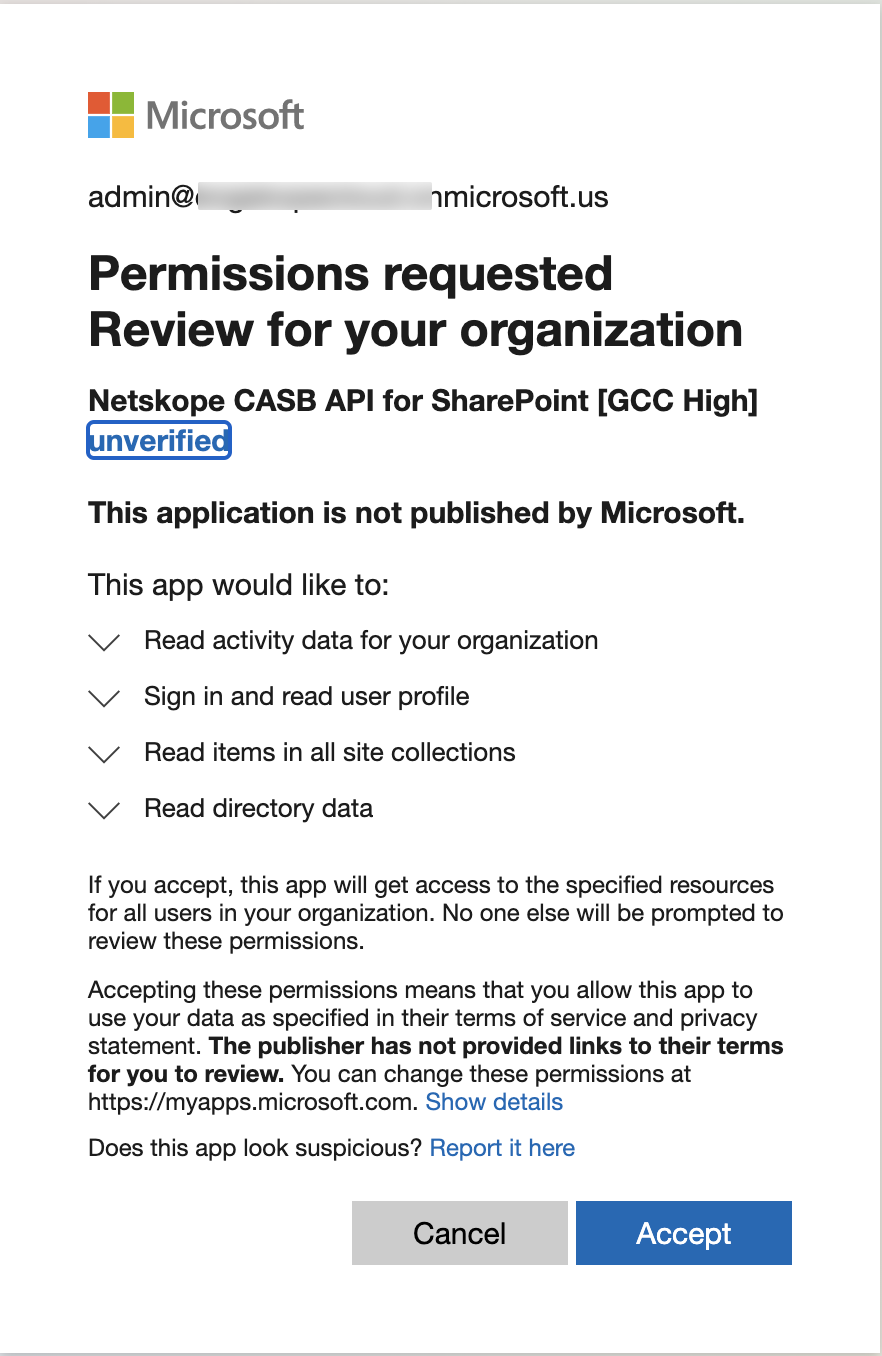 Microsoft
admin@ nmicrosoft.us
Permissions requested
Review for your organization
Netskope CASB API for SharePoint [GCC High]
unverified
This application is not published by Microsoft.
This app would like to:
Read activity data for your organization
Sign in and read user profile
Read items in all site collections
Read directory data
If you accept, this app will get access to the specified resources
for all users in your organization. No one else will be prompted to
review these permissions.
Accepting these permissions means that you allow this app to
use your data as specified in their terms of service and privacy
statement. The publisher has not provided links to their terms
for you to review. You can change these permissions at
https://myapps.microsoft.com. Show details
Does this app look suspicious? Report it here
Cancel
Accept